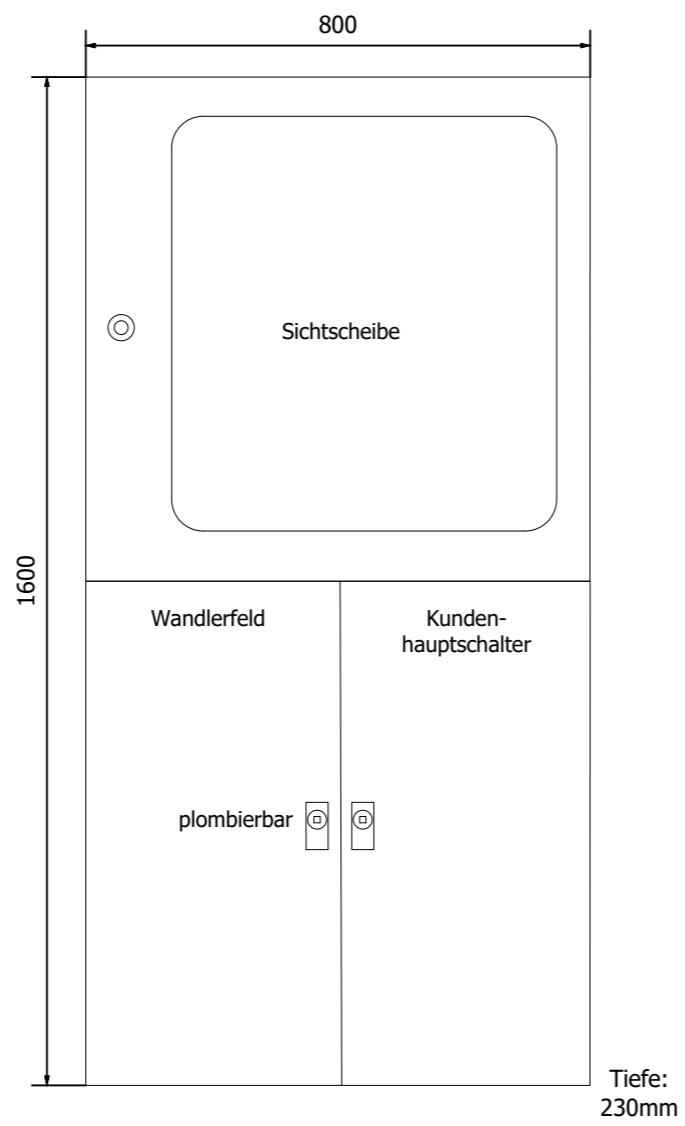 800
Sichtscheibe
1600
Wandlerfeld
Kunden-
hauptschalter
plombierbar
Tiefe:
230mm